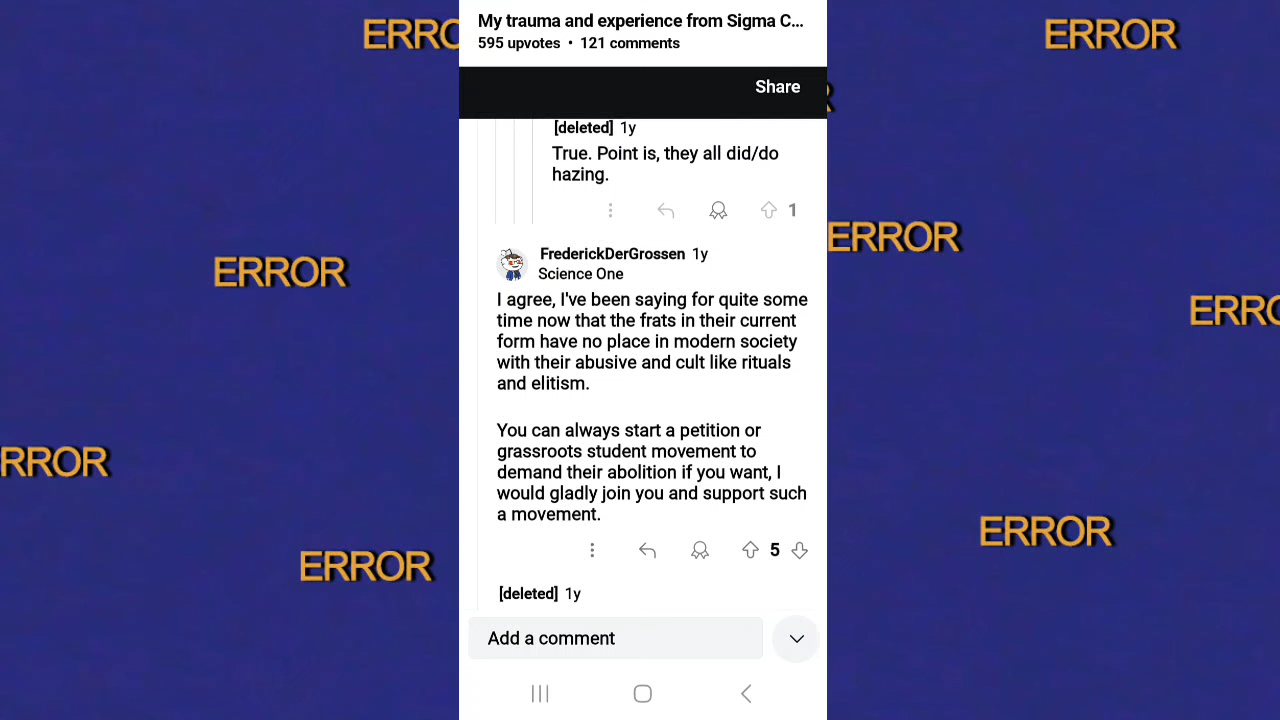 My trauma and experience from Sigma C...
595 upvotes • 121 comments
Share
[deleted] 1y
True. Point is, they all did/do
hazing.
1
FrederickDerGrossen 1y
Science One
I agree, I've been saying for quite some
time now that the frats in their current
form have no place in modern society
with their abusive and cult like rituals
and elitism.
You can always start a petition or
grassroots student movement to
demand their abolition if you want, I
would gladly join you and support such
a movement.
5
[deleted] 1y
Add a comment
ERRO
ERROR
R
ERROR
ERROR
ERRO
RROR
ERROR
ERROR